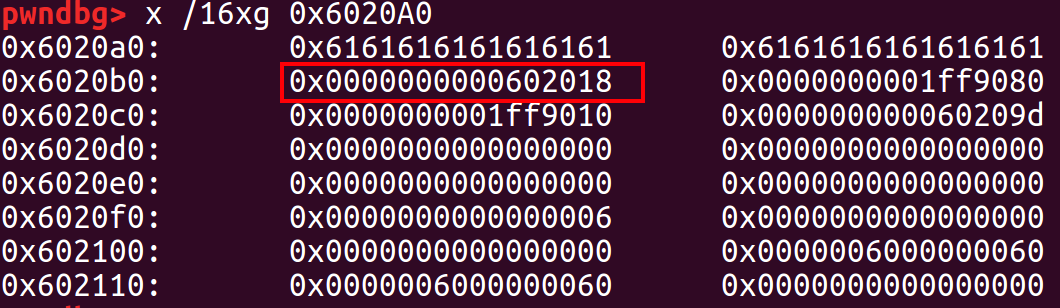 pwndbg> x /16xg 0x6020A0
0x6020a0: 0x6161616161616161 0x6161616161616161
0x6020b0: 0x0000000000602018 0x0000000001ff9080
0x6020c0: 0x0000000001ff9010 0x000000000060209d
0x6020d0: 0x0000000000000000 0x0000000000000000
0x6020e0: 0x0000000000000000 0x0000000000000000
0x6020f0: 0x0000000000000006 0x0000000000000000
0x602100: 0x0000000000000000 0x0000006000000060
0x602110: 0x0000006000000060 0x0000000000000000